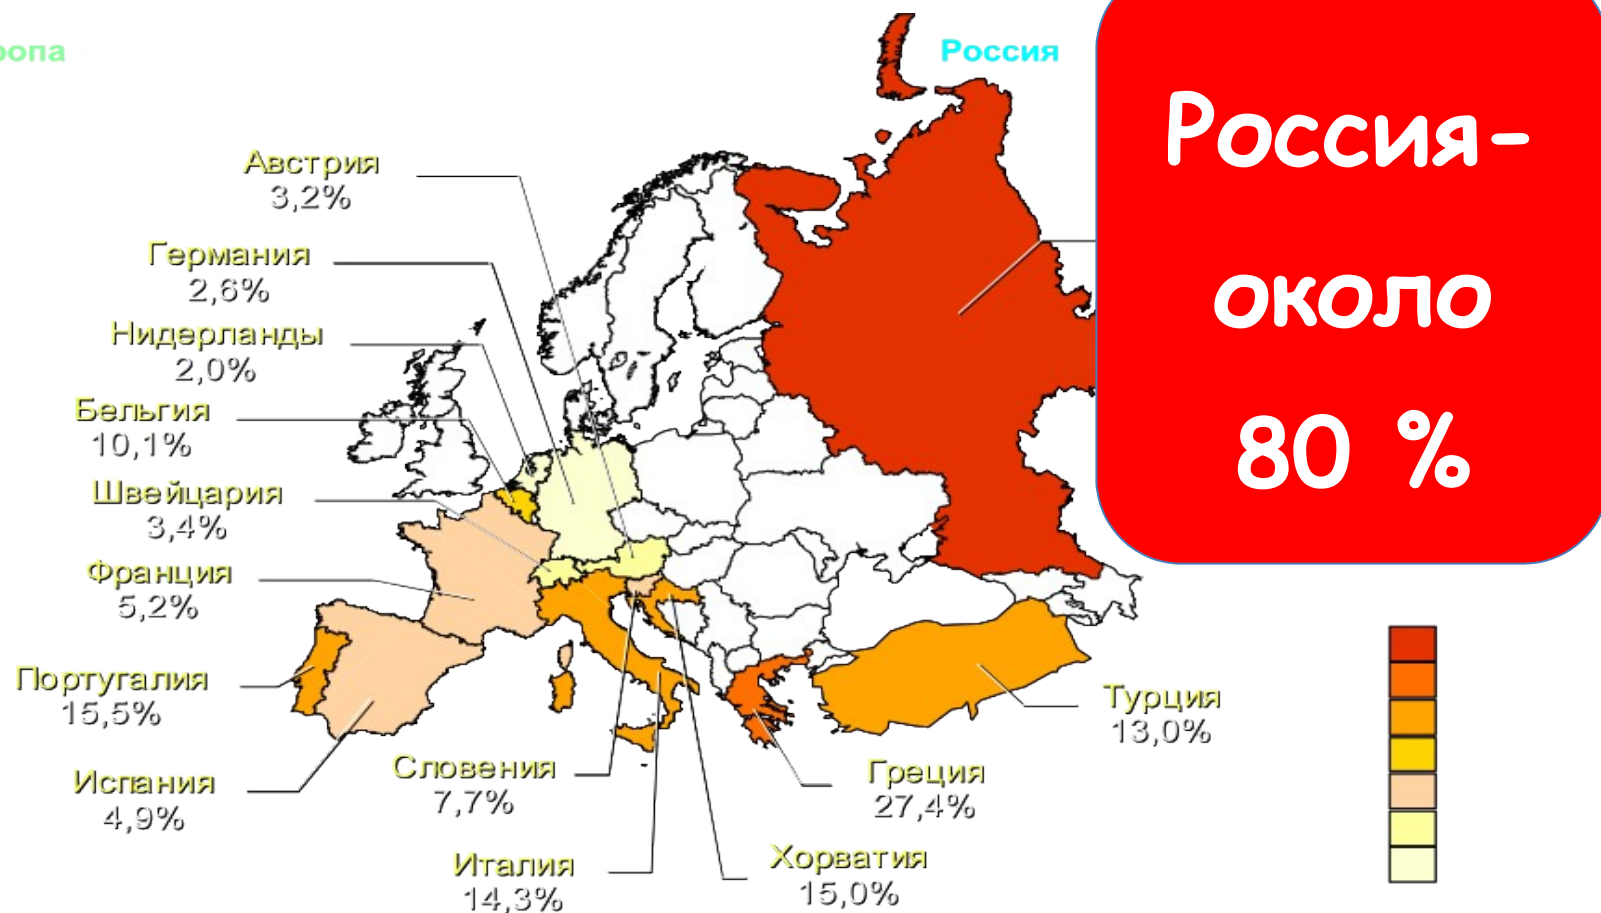 ропа
Россия
Россия-
около
80 %
Австрия
3,2%
Германия
2,6%
Нидерланды
2,0%
Бельгия
10,1%
Швейцария
3,4%
Франция
5,2%
Португалия
15,5%
Испания
4,9%
Словения
7,7%
Италия
14,3%
Хорватия
15,0%
Греция
27,4%
Турция
13,0%